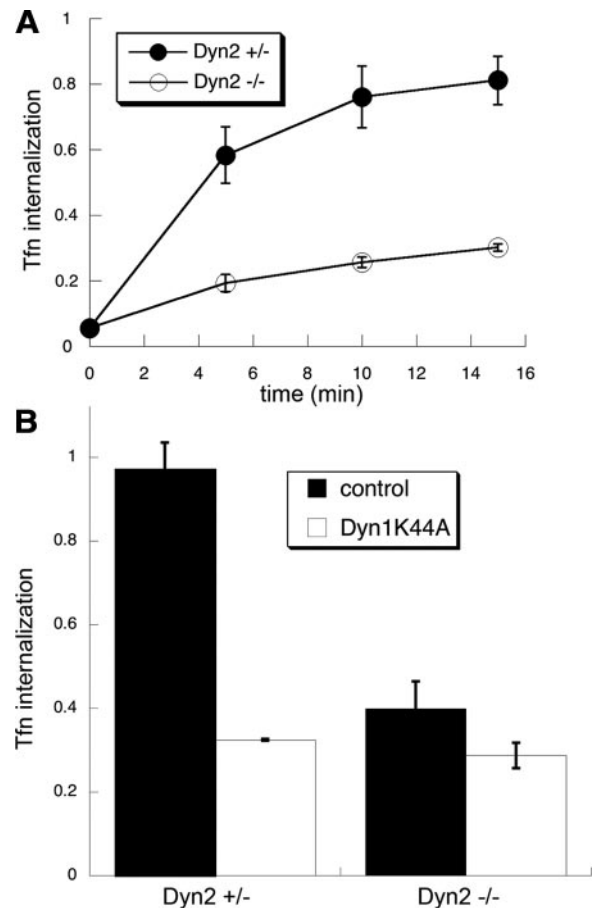 A
1
0.8
0.6
0.4
0.2
0
Tfn internalization
Dyn2 +/-
Dyn2 -/-
0 2 4 6 8 10 12 14 16
time (min)
B
1
0.8
0.6
0.4
0.2
0
Tfn internalization
control
Dyn1K44A
Dyn2 +/- Dyn2 -/-